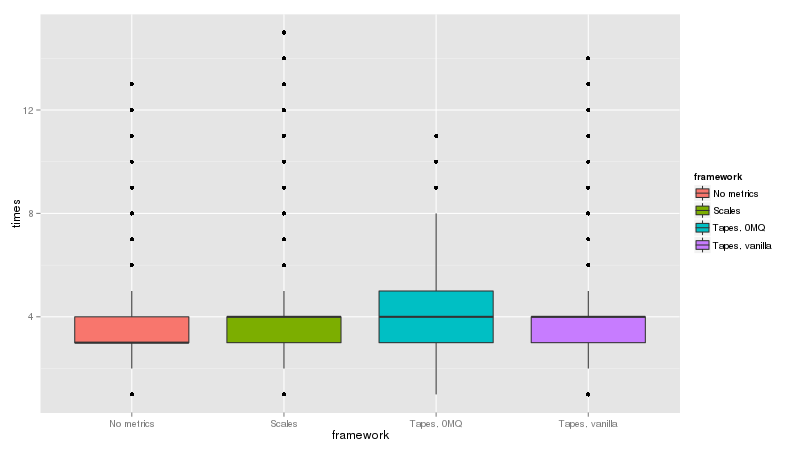 12
8
4
times
No metrics
Scales
Tapes, 0MQ
Tapes, vanilla
framework
framework
No metrics
Scales
Tapes, 0MQ
Tapes, vanilla